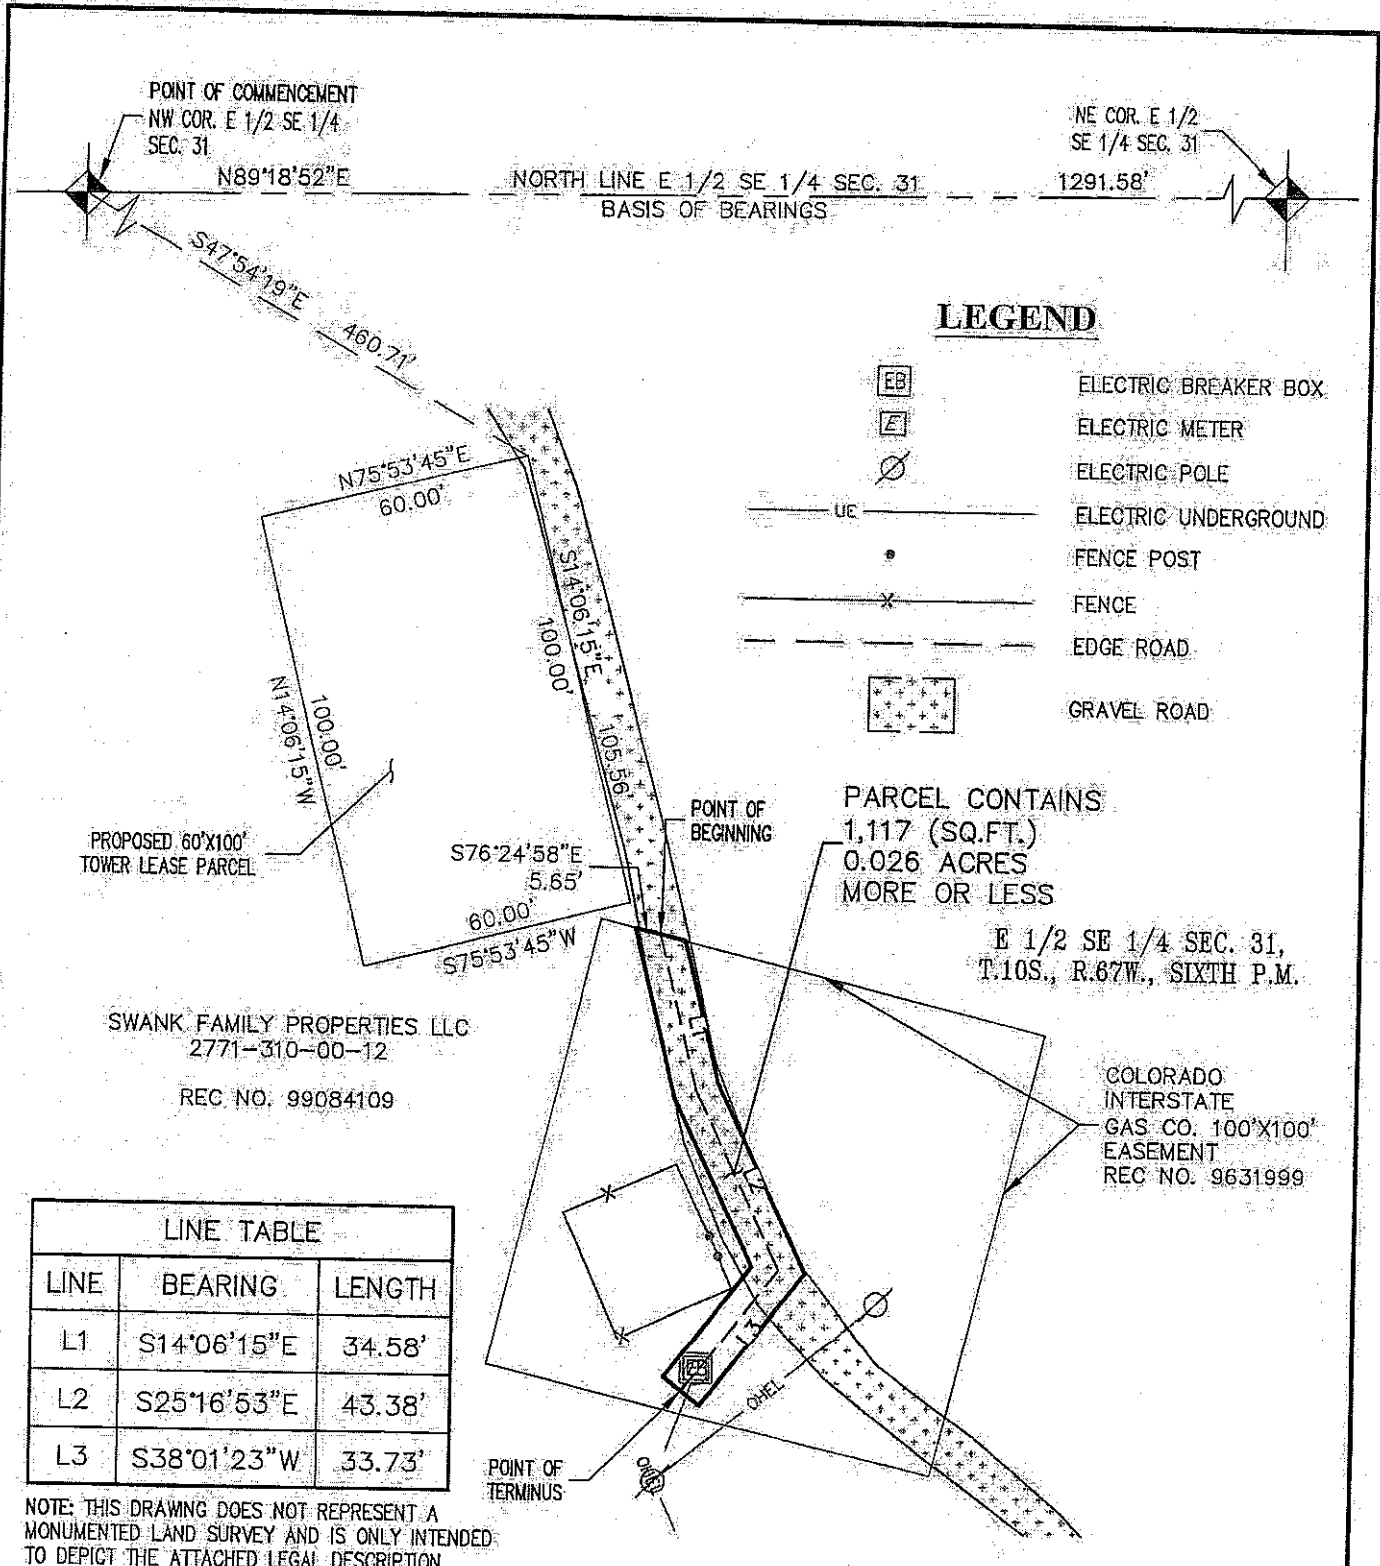 POINT OF COMMENCEMENT
NW COR. E 1/2 SE 1/4
SEC. 31
N89°18'52"E
NORTH LINE E 1/2 SE 1/4 SEC. 31
BASIS OF BEARINGS
1291.58'
NE COR. E 1/2
SE 1/4 SEC. 31
S47°54'19"E
460.71'
LEGEND
EB
ELECTRIC BREAKER BOX
E
ELECTRIC METER
ELECTRIC POLE
UE
ELECTRIC UNDERGROUND
FENCE POST
X
FENCE
EDGE ROAD
GRAVEL ROAD
N75°53'45"E
60.00'
S14°06'15"E
100.00'
105.56'
N14°06'15"W
100.00'
PROPOSED 60'X100'
TOWER LEASE PARCEL
S76°24'58"E
5.65'
60.00'
S75°53'45"W
POINT OF
BEGINNING
PARCEL CONTAINS
1,117 (SQ.FT.)
0.026 ACRES
MORE OR LESS
E 1/2 SE 1/4 SEC. 31,
T.10S., R.67W., SIXTH P.M.
SWANK FAMILY PROPERTIES LLC
2771-310-00-12
REC NO. 99084109
COLORADO
INTERSTATE
GAS CO. 100'X100'
EASEMENT
REC NO. 9631999
L1
L2
L3
X
X
EB
OHEL
POINT OF
TERMINUS
LINE TABLE
LINE BEARING LENGTH
L1 S14°06'15"E 34.58'
L2 S25°16'53"E 43.38'
L3 S38°01'23"W 33.73'
NOTE: THIS DRAWING DOES NOT REPRESENT A
MONUMENTED LAND SURVEY AND IS ONLY INTENDED
TO DEPICT THE ATTACHED LEGAL DESCRIPTION